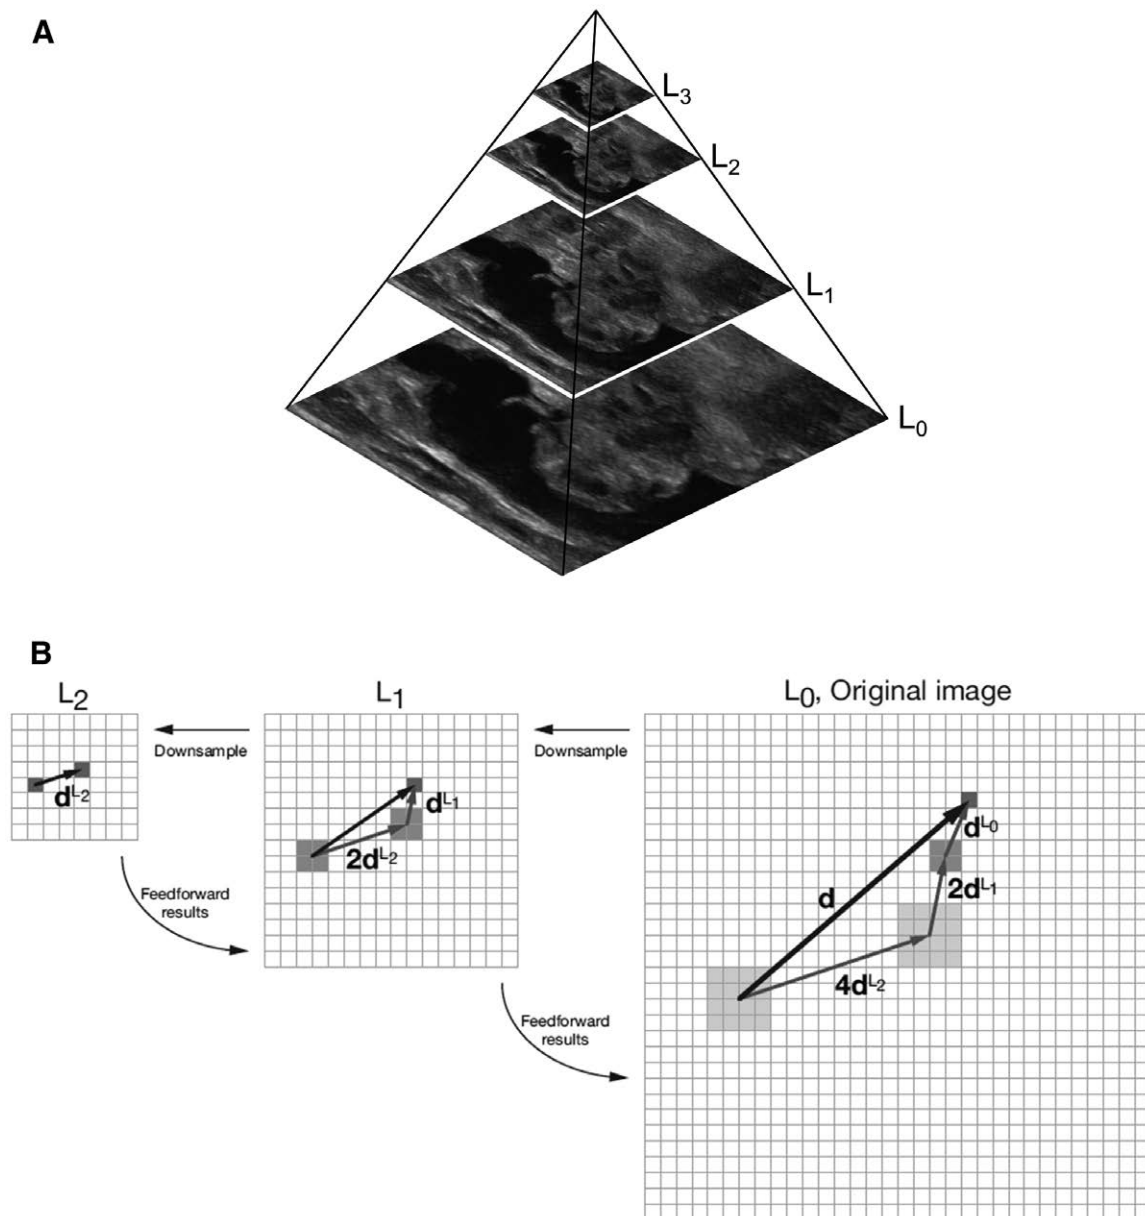 A
L3
L2
L1
L0
B
L2
L1
L0, Original image
Downsample
Downsample
dL2
dL1
2dL2
dL0
d
2dL1
4dL2
Feedforward
results
Feedforward
results